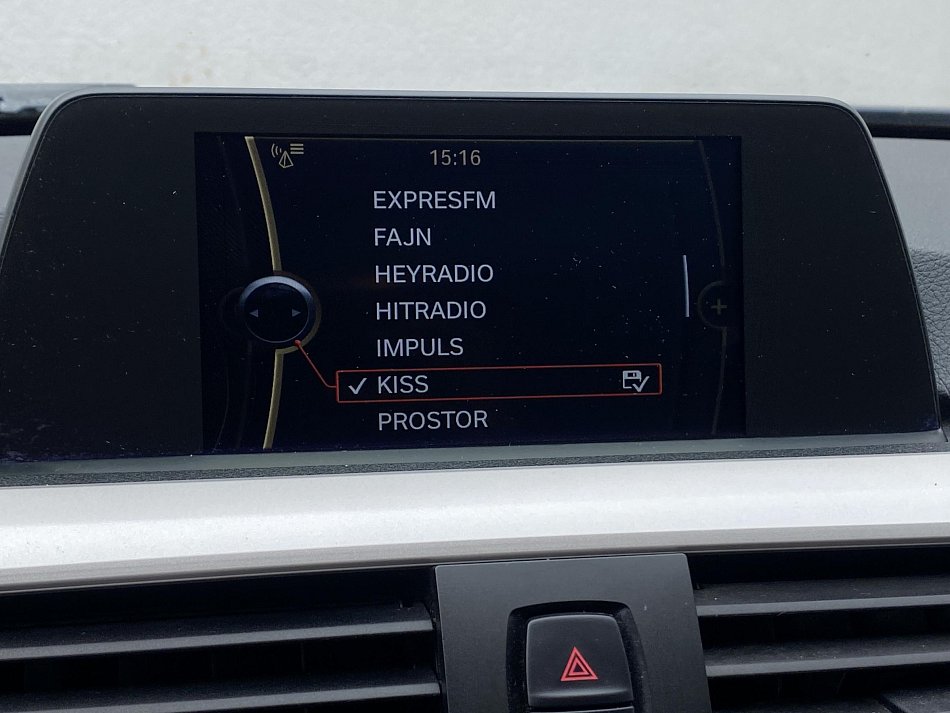 15:16
EXPRESFM
FAJN
HEYRADIO
HITRADIO
IMPULS
KISS
PROSTOR